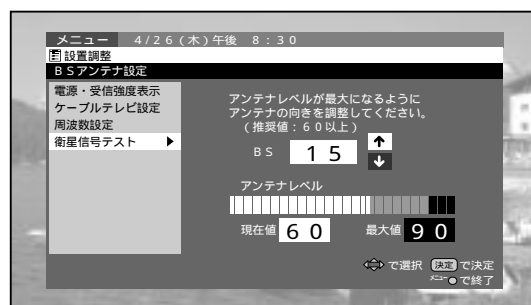 メニュー 4/26(木)午後 8:30
設置調整
BSアンテナ設定
電源・受信強度表示
ケーブルテレビ設定
周波数設定
衛星信号テスト
アンテナレベルが最大になるように
アンテナの向きを調整してください。
(推奨値:60以上)
BS 15
アンテナレベル
現在値 60 最大値 90
で選択 決定 で決定
メニュー で終了